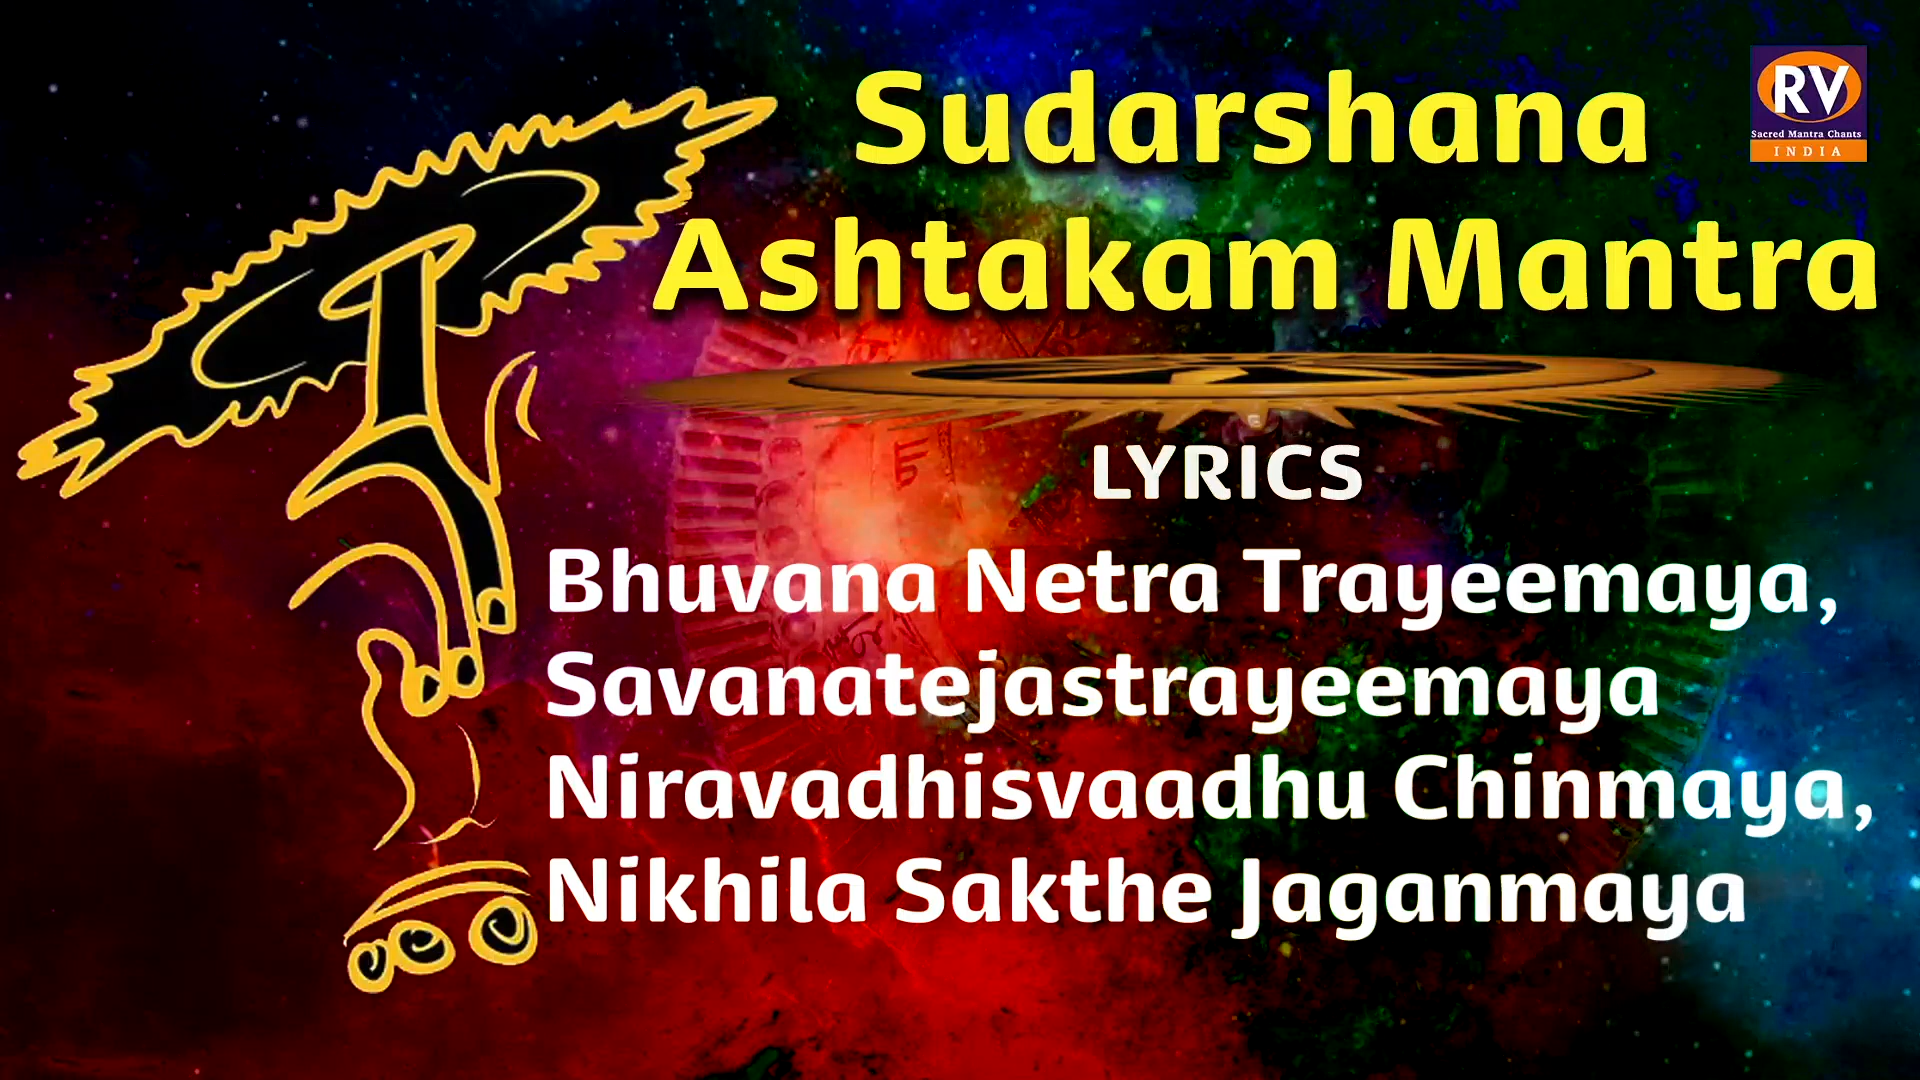 Sudarshana
Ashtakam Mantra
RV
Sacred Mantra Chants
INDIA
LYRICS
Bhuvana Netra Trayeemaya,
Savanatejastrayeemaya
Niravadhisvaadhu Chinmaya,
Nikhila Sakthe Jaganmaya